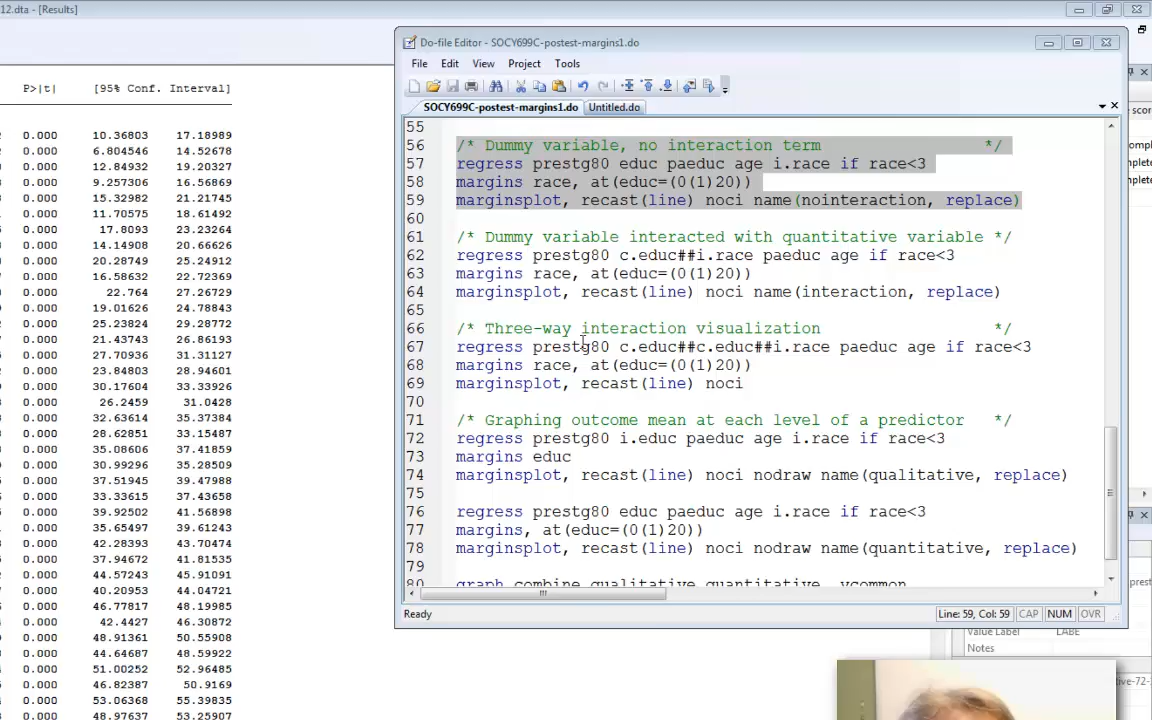 12.dta - [Results]
Do-file Editor - SOCY699C-postest-margins1.do
File Edit View Project Tools
SOCY699C-postest-margins1.do Untitled.do
P>|t| [95% Conf. Interval]
0.000 10.36803 17.18989
0.000 6.804546 14.52678
0.000 12.84932 19.20327
0.000 9.257306 16.56869
0.000 15.32982 21.21745
0.000 11.70575 18.61492
0.000 17.8093 23.23264
0.000 14.14908 20.66626
0.000 20.28749 25.24912
0.000 16.58632 22.72369
0.000 22.764 27.26729
0.000 19.01626 24.78843
0.000 25.23824 29.28772
0.000 21.43743 26.86193
0.000 27.70936 31.31127
0.000 23.84803 28.94601
0.000 30.17604 33.33926
0.000 26.2459 31.0428
0.000 32.63614 35.37384
0.000 28.62851 33.15487
0.000 35.08606 37.41859
0.000 30.99296 35.28509
0.000 37.51945 39.47988
0.000 33.33615 37.43658
0.000 39.92502 41.56898
0.000 35.65497 39.61243
0.000 42.28393 43.70474
0.000 37.94672 41.81535
0.000 44.57243 45.91091
0.000 40.20953 44.04721
0.000 46.77817 48.19985
0.000 42.4427 46.30872
0.000 48.91361 50.55908
0.000 44.64687 48.59922
0.000 51.00252 52.96485
0.000 46.82387 50.9169
0.000 53.06368 55.39835
0.000 48.97637 53.25907
55
56 /* Dummy variable, no interaction term */
57 regress prestg80 educ paeduc age i.race if race<3
58 margins race, at(educ=(0(1)20))
59 marginsplot, recast(line) noci name(nointeraction, replace)
60
61 /* Dummy variable interacted with quantitative variable */
62 regress prestg80 c.educ##i.race paeduc age if race<3
63 margins race, at(educ=(0(1)20))
64 marginsplot, recast(line) noci name(interaction, replace)
65
66 /* Three-way interaction visualization */
67 regress prestg80 c.educ##c.educ##i.race paeduc age if race<3
68 margins race, at(educ=(0(1)20))
69 marginsplot, recast(line) noci
70
71 /* Graphing outcome mean at each level of a predictor */
72 regress prestg80 i.educ paeduc age i.race if race<3
73 margins educ
74 marginsplot, recast(line) noci nodraw name(qualitative, replace)
75
76 regress prestg80 educ paeduc age i.race if race<3
77 margins, at(educ=(0(1)20))
78 marginsplot, recast(line) noci nodraw name(quantitative, replace)
79
80 graph combine qualitative quantitative, ycommon
Ready Line: 59, Col: 59 CAP NUM OVR
Value Label LABE
Notes